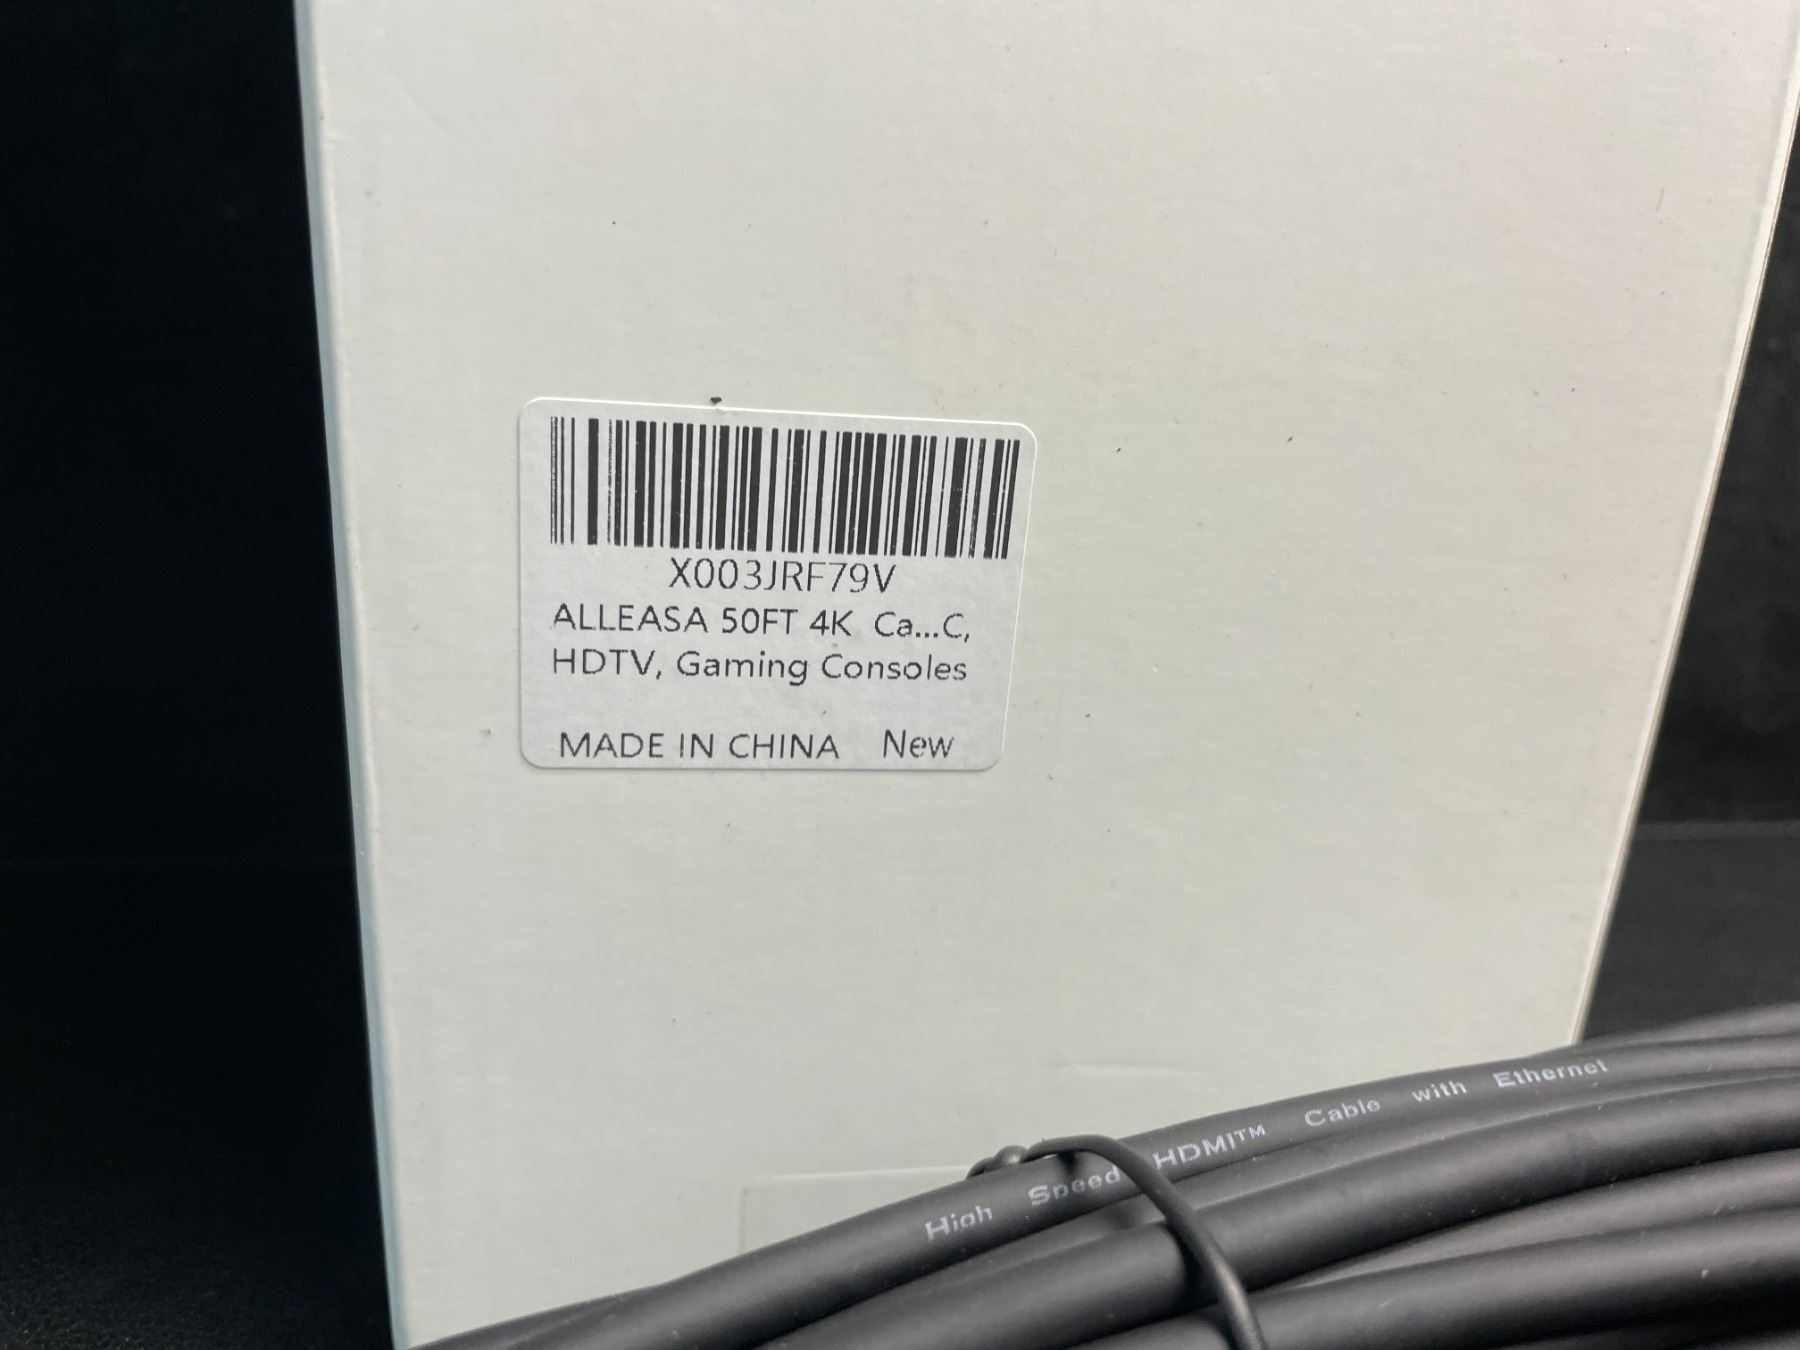 X003JRF79V
ALLEASA 50FT 4K Ca...C,
HDTV, Gaming Consoles
MADE IN CHINA New
High Speed HDMI™ Cable with Ethernet